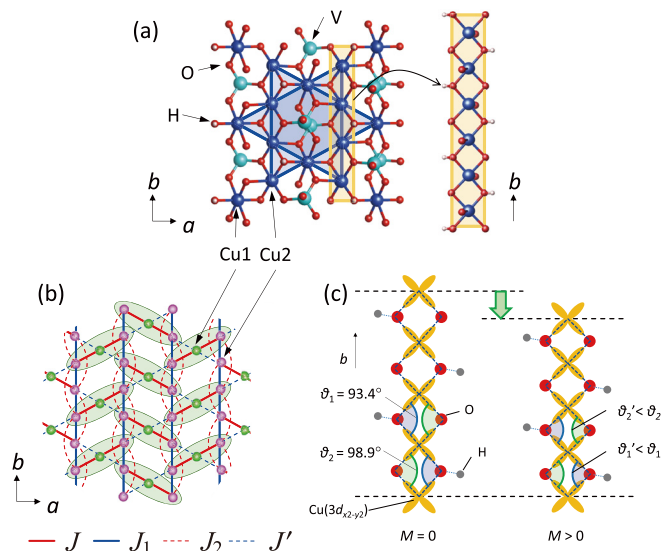 (a)
V
O
H
b
a
b
Cu1
Cu2
(b)
(c)
b
ϑ1 = 93.4°
O
ϑ2' < ϑ2
ϑ2 = 98.9°
H
ϑ1' < ϑ1
b
a
Cu(3dx2-y2)
M = 0
M > 0
J
J1
J2
J'